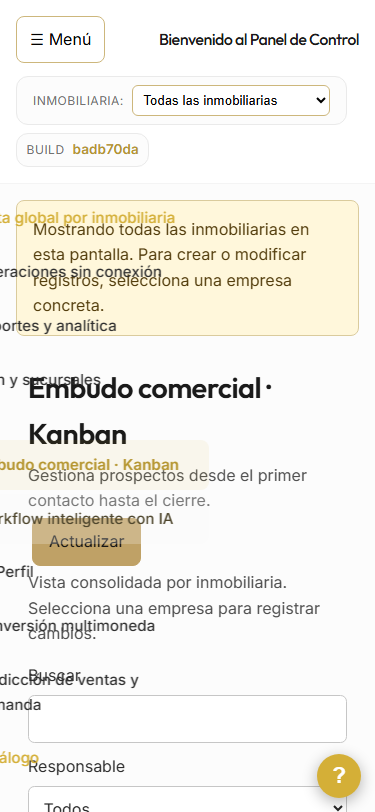 ☰ Menú
Bienvenido al Panel de Control
INMOBILIARIA: Todas las inmobiliarias
BUILD badb70da
ta global por inmobiliaria
Mostrando todas las inmobiliarias en
esta pantalla. Para crear o modificar
eraciones sin conexión
registros, selecciona una empresa
concreta.
ortes y analítica
n y sucursales
Embudo comercial ·
Kanban
budo comercial · Kanban
Gestiona prospectos desde el primer
contacto hasta el cierre.
rkflow inteligente con IA
Actualizar
Perfil
Vista consolidada por inmobiliaria.
Selecciona una empresa para registrar
nversión multimoneda
cambios.
Buscar
dicción de ventas y
manda
álogo
Responsable
Todos
?